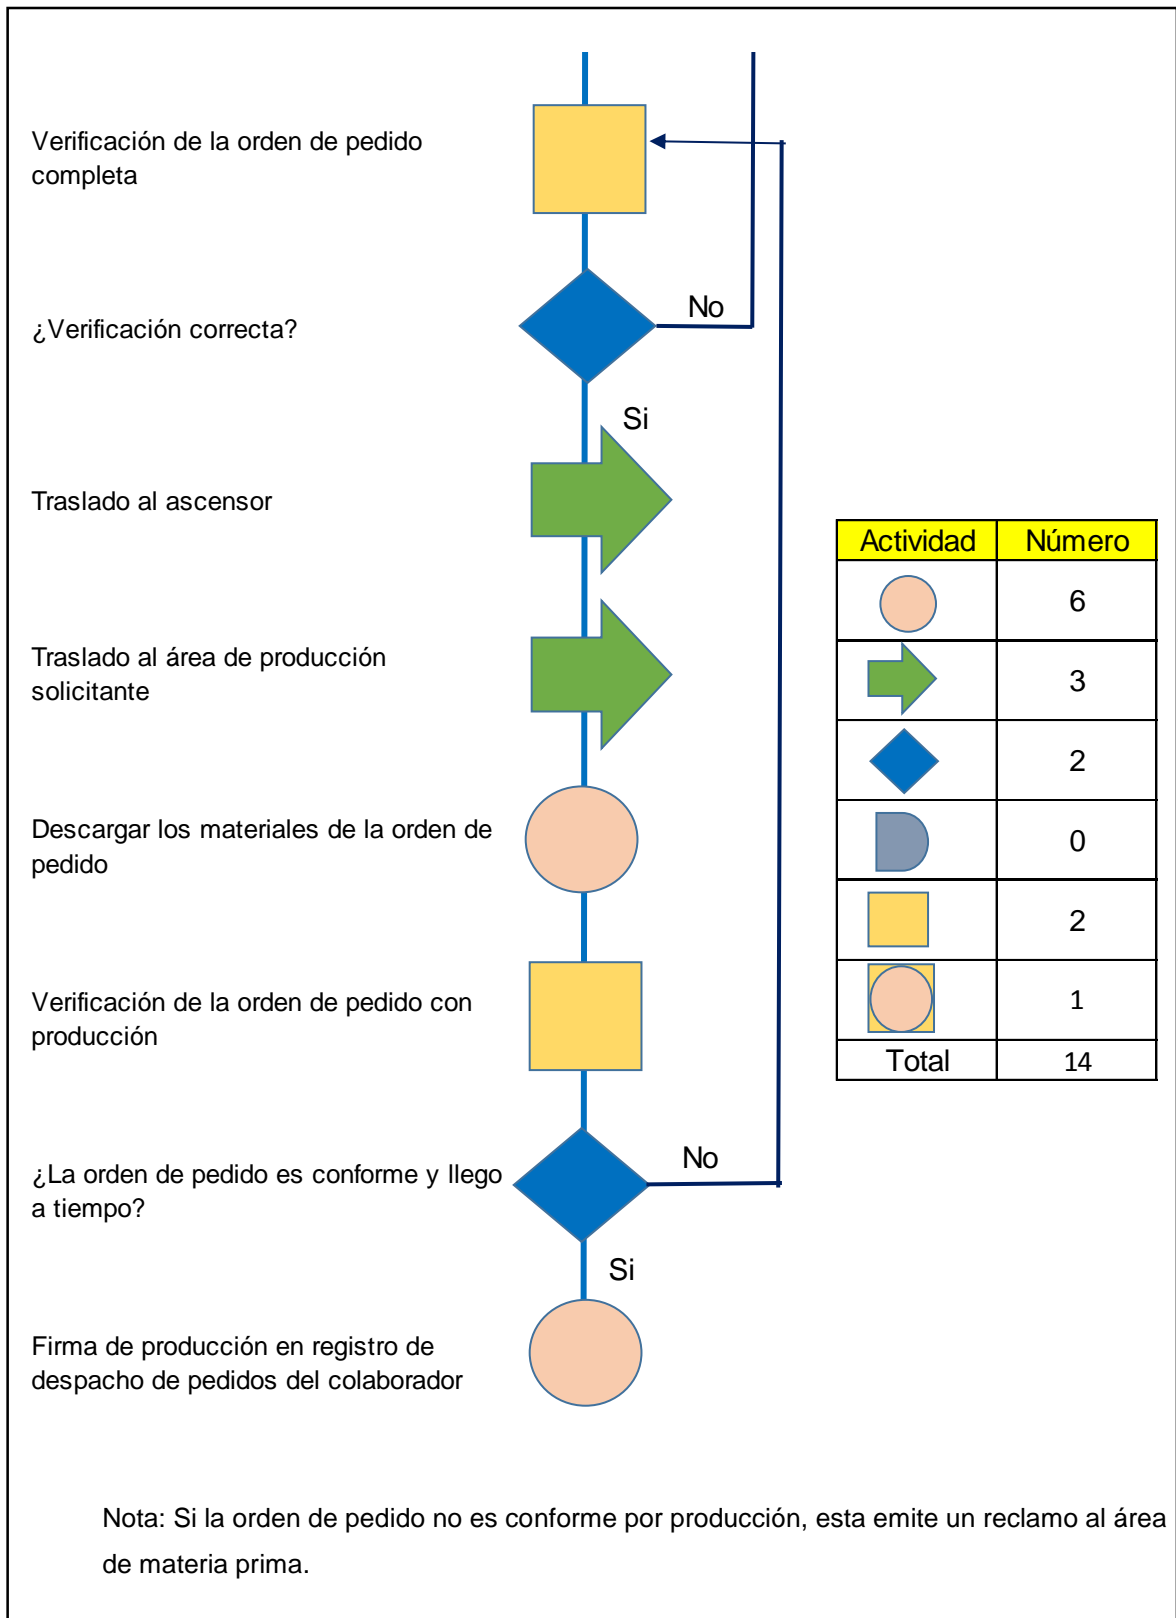 Verificación de la orden de pedido
completa
¿Verificación correcta?
No
Si
Traslado al ascensor
Traslado al área de producción
solicitante
Descargar los materiales de la orden de
pedido
Verificación de la orden de pedido con
producción
¿La orden de pedido es conforme y llego
a tiempo?
No
Si
Firma de producción en registro de
despacho de pedidos del colaborador
Actividad Número
6
3
2
0
2
1
Total 14
Nota: Si la orden de pedido no es conforme por producción, esta emite un reclamo al área
de materia prima.